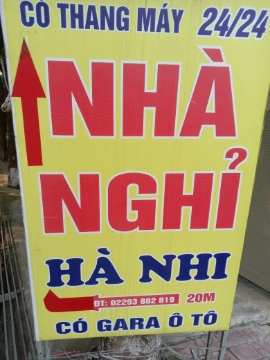 CÓ THANG MÁY 24/24
NHÀ
NGHỈ
HÀ NHI
ĐT: 02293 882 819 20M
CÓ GARA Ô TÔ